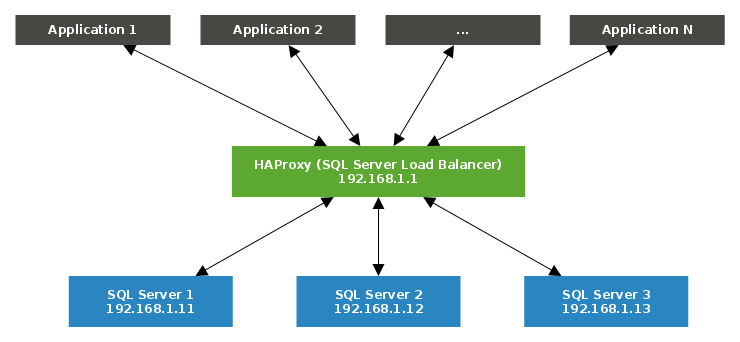 Application 1
Application 2
...
Application N
HAProxy (SQL Server Load Balancer)
192.168.1.1
SQL Server 1
192.168.1.11
SQL Server 2
192.168.1.12
SQL Server 3
192.168.1.13